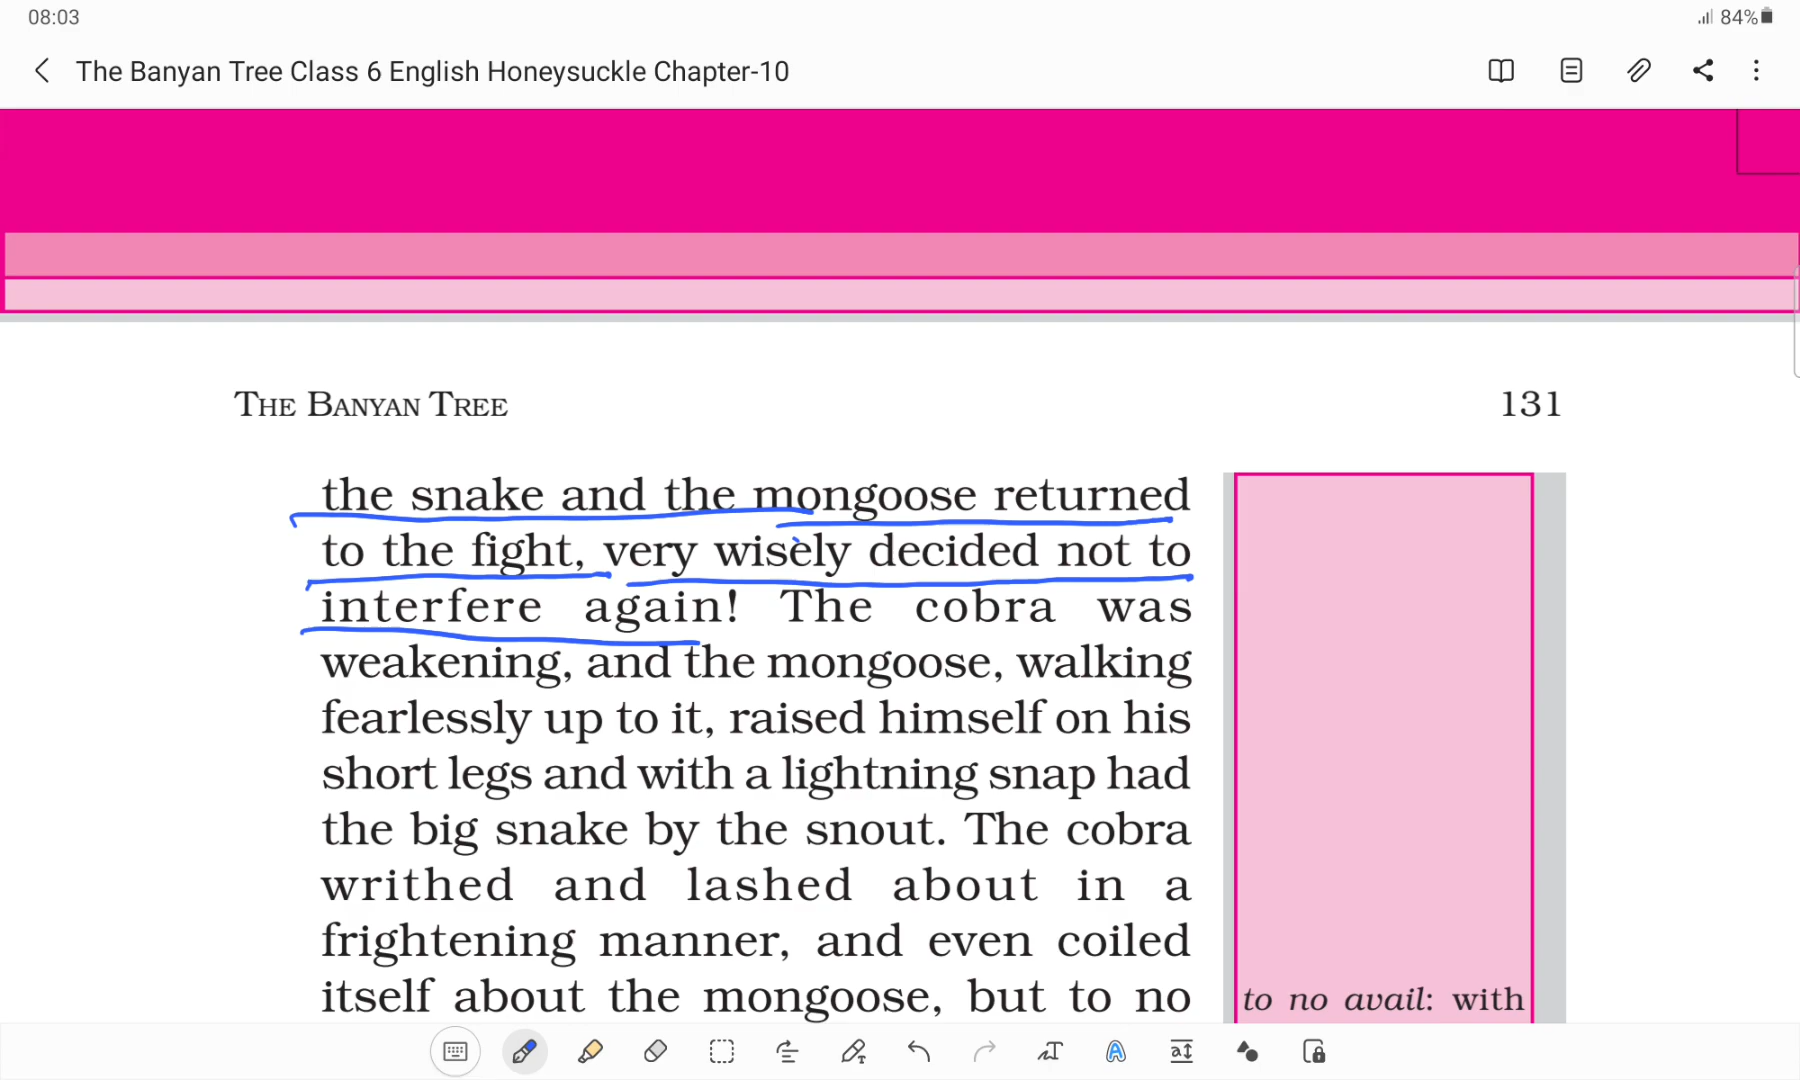 08:03
84%
The Banyan Tree Class 6 English Honeysuckle Chapter-10
THE BANYAN TREE
131
the snake and the mongoose returned
to the fight, very wisely decided not to
interfere again! The cobra was
weakening, and the mongoose, walking
fearlessly up to it, raised himself on his
short legs and with a lightning snap had
the big snake by the snout. The cobra
writhed and lashed about in a
frightening manner, and even coiled
itself about the mongoose, but to no
to no avail: with